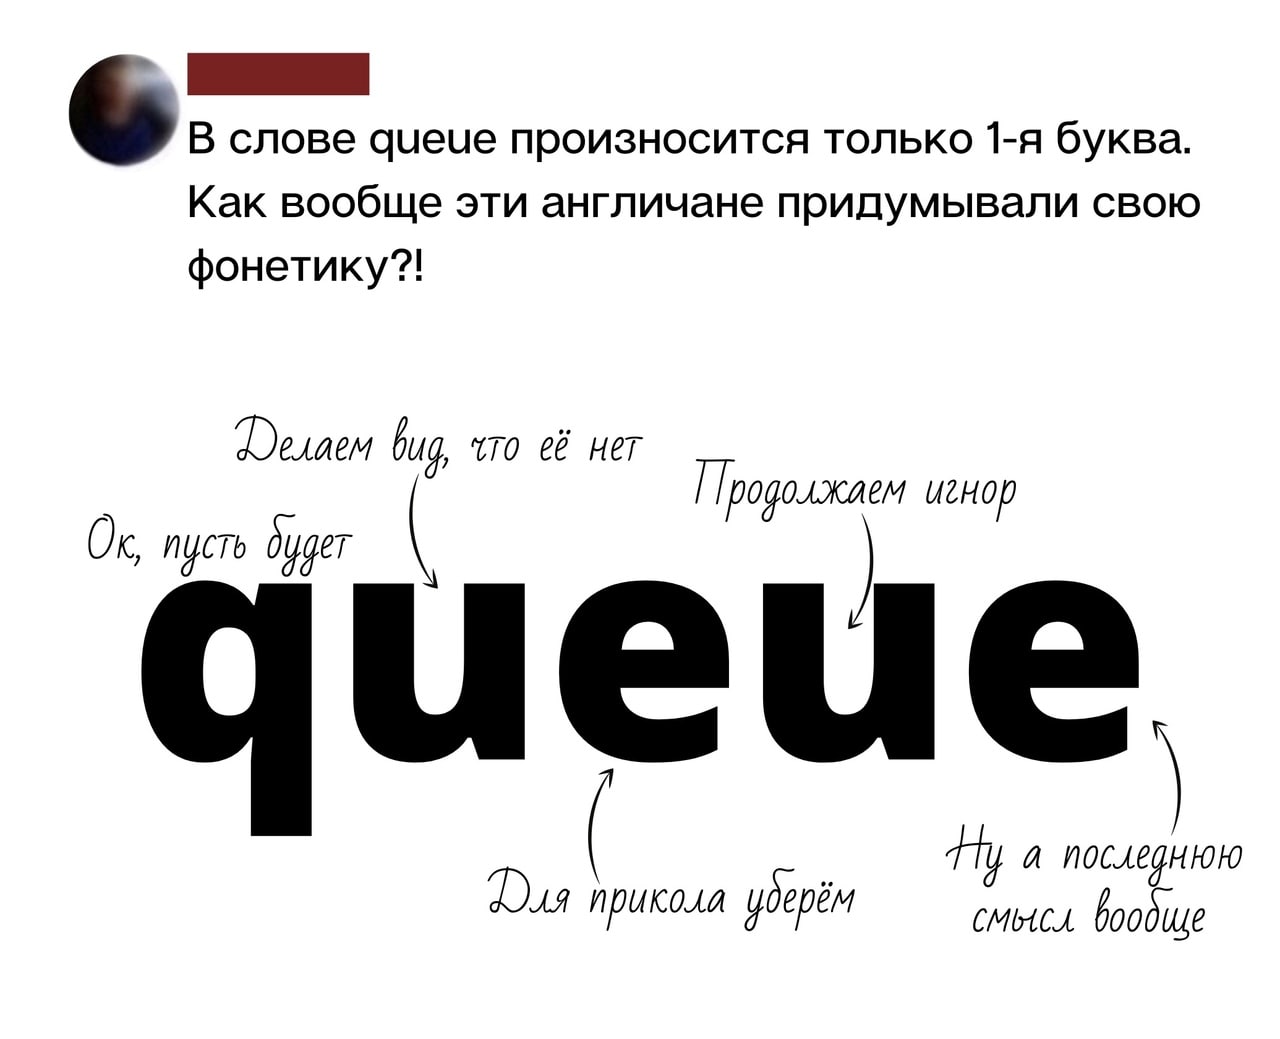 В слове queue произносится только 1-я буква.
Как вообще эти англичане придумывали свою
фонетику?!
Делаем вид, что её нет
Продолжаем игнор
Ок, пусть будет
queue
Для прикола уберём
Ну а последнюю
смысл вообще